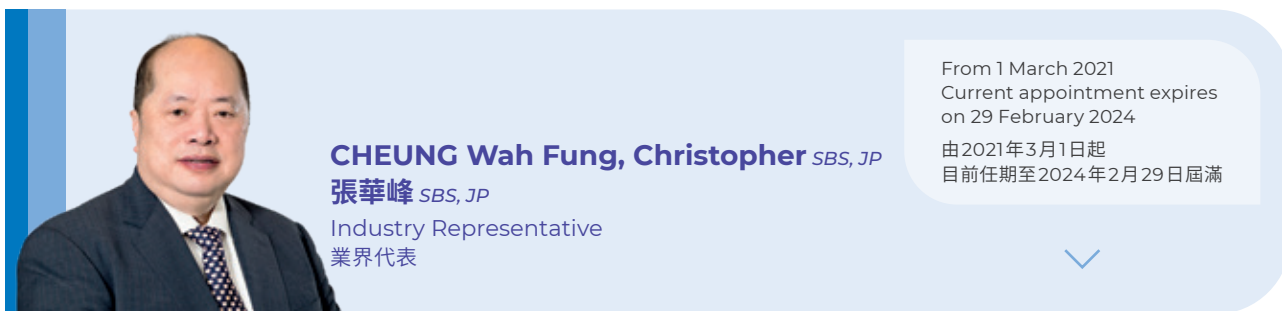 CHEUNG Wah Fung, Christopher SBS, JP
張華峰 SBS, JP
Industry Representative
業界代表
From 1 March 2021
Current appointment expires
on 29 February 2024
由2021年3月1日起
目前任期至2024年2月29日屆滿